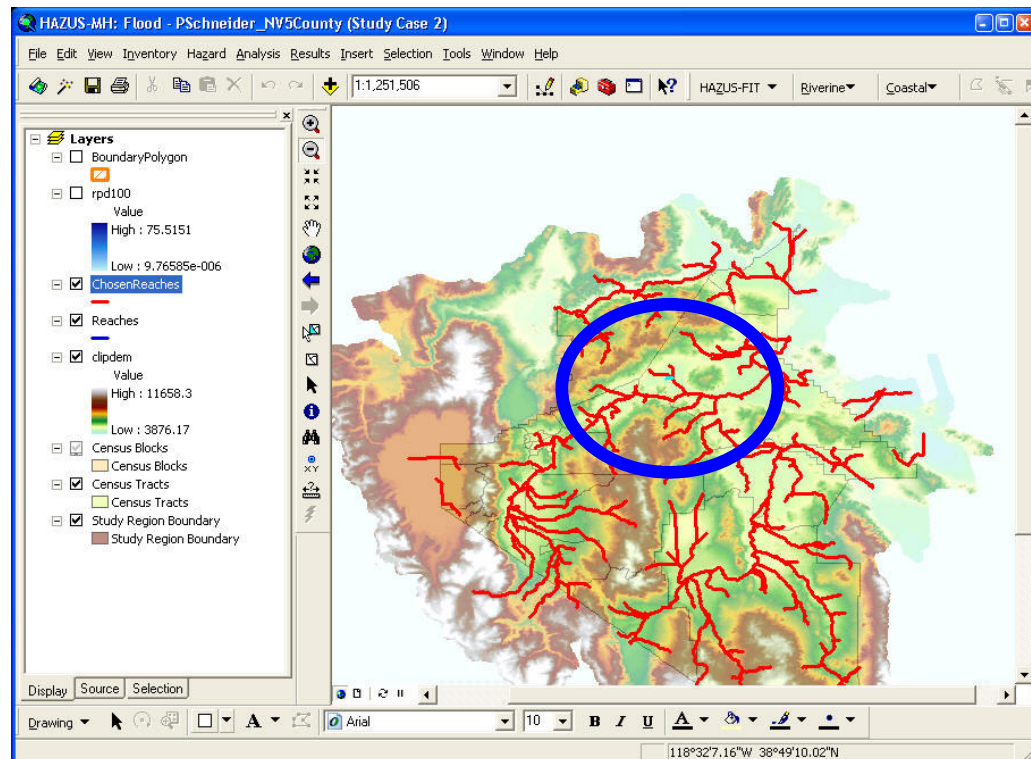 HAZUS-MH: Flood - PSchneider_NV5County (Study Case 2)
File Edit View Inventory Hazard Analysis Results Insert Selection Tools Window Help
1:1,251,506 HAZUS-FIT Riverine Coastal
Layers
BoundaryPolygon
rpd100
Value
High : 75.5151
Low : 9.76585e-006
ChosenReaches
Reaches
clipdem
Value
High : 11658.3
Low : 3876.17
Census Blocks
Census Blocks
Census Tracts
Census Tracts
Study Region Boundary
Study Region Boundary
XY
Display Source Selection
Drawing A Arial 10 B I U A
118°32'7.16"W 38°49'10.02"N